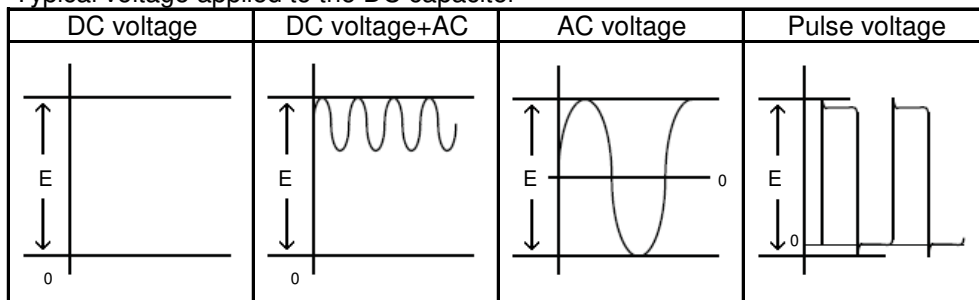 Typical voltage applied to the DC capacitor
DC voltage DC voltage+AC AC voltage Pulse voltage
E E E 0 E
0
0 0